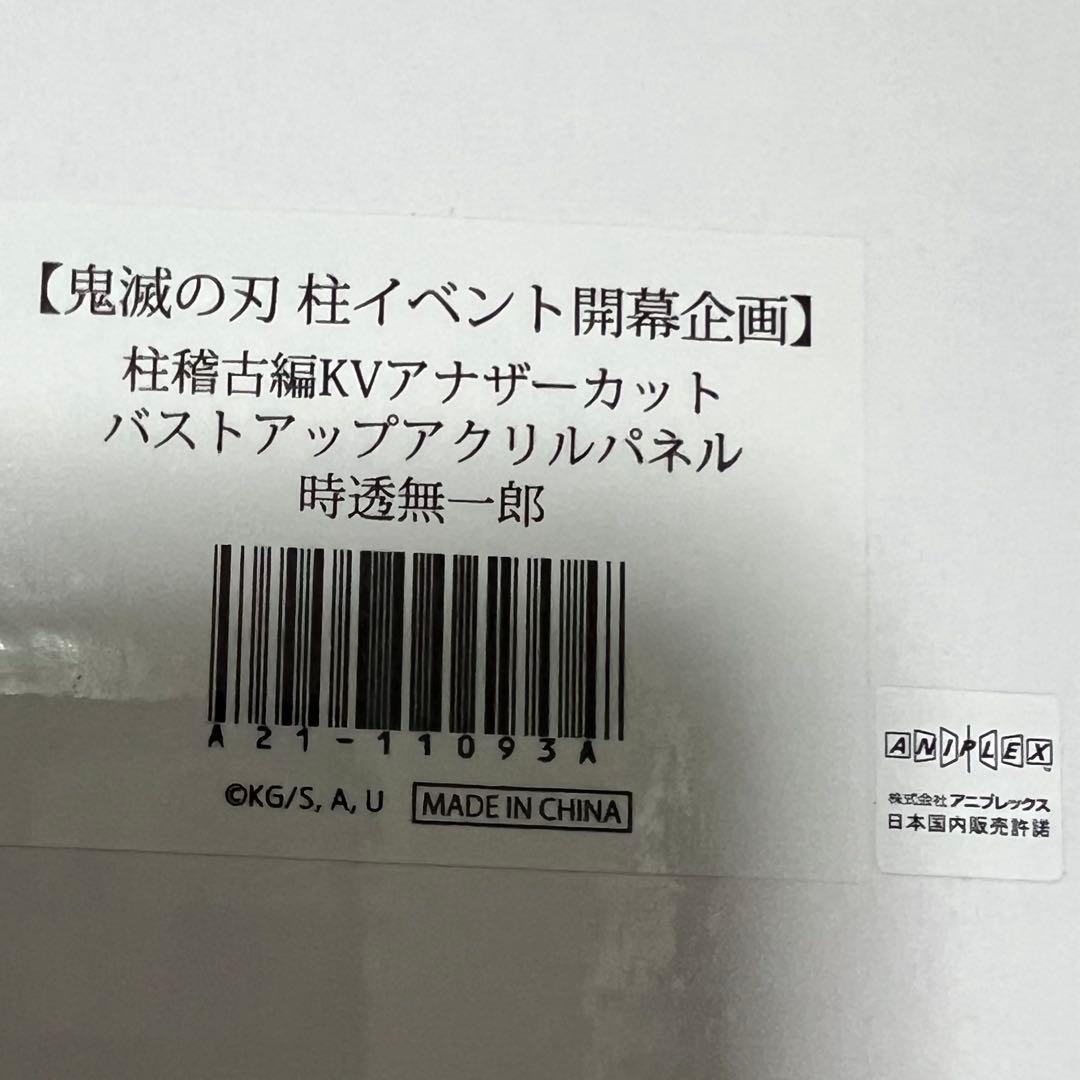 【鬼滅の刃 柱イベント開幕企画】
柱稽古編KVアナザーカット
バストアップアクリルパネル
時透無一郎
A21-11093A
©KG/S, A, U MADE IN CHINA
ANIPLEX
株式会社アニプレックス
日本国内販売許諾